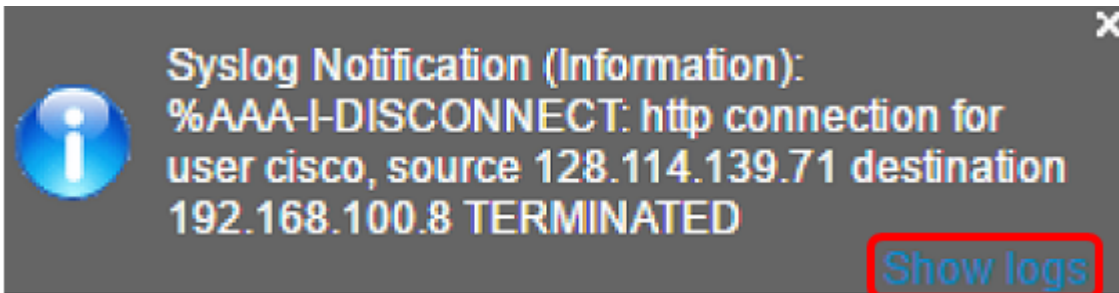 Syslog Notification (Information):
%AAA-I-DISCONNECT: http connection for
user cisco, source 128.114.139.71 destination
192.168.100.8 TERMINATED
Show logs